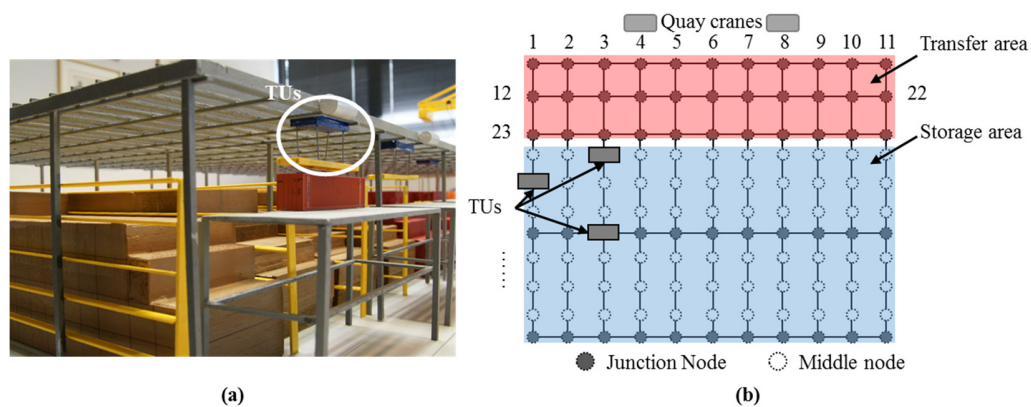 TUs
(a)
Quay cranes
1 2 3 4 5 6 7 8 9 10 11
Transfer area
12
22
23
Storage area
TUs
......
Junction Node
Middle node
(b)